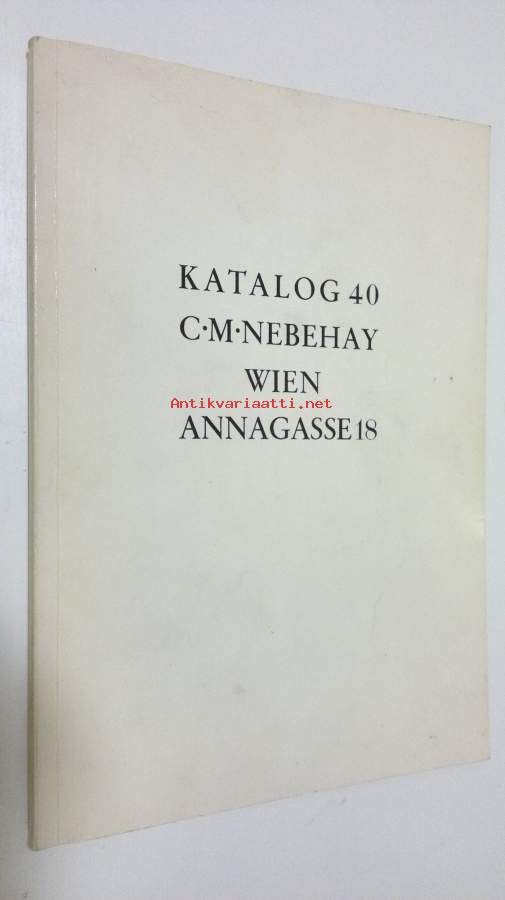 KATALOG 40
C·M·NEBEHAY
WIEN
Antikvariaatti.net
ANNAGASSE 18